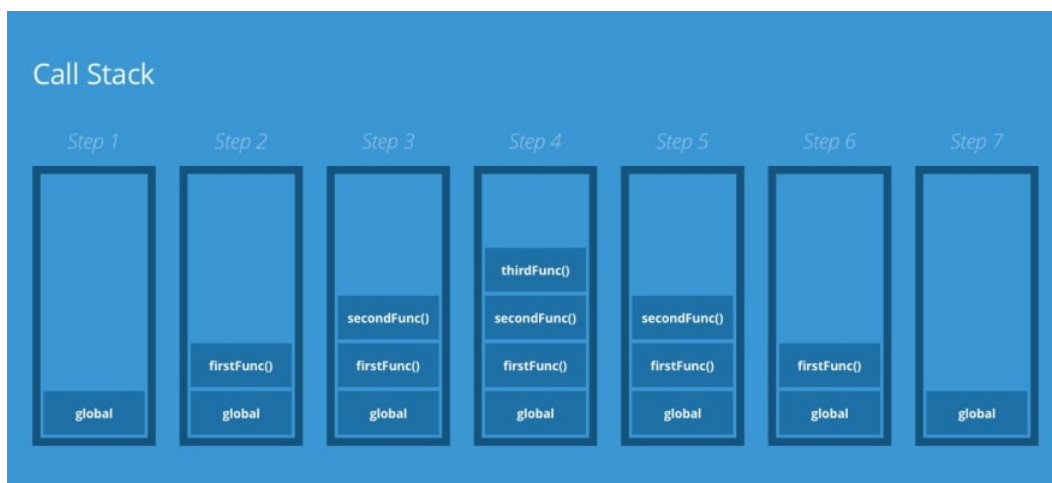 Call Stack
Step 1 Step 2 Step 3 Step 4 Step 5 Step 6 Step 7
thirdFunc()
secondFunc() secondFunc() secondFunc()
firstFunc() firstFunc() firstFunc() firstFunc() firstFunc()
global global global global global global global